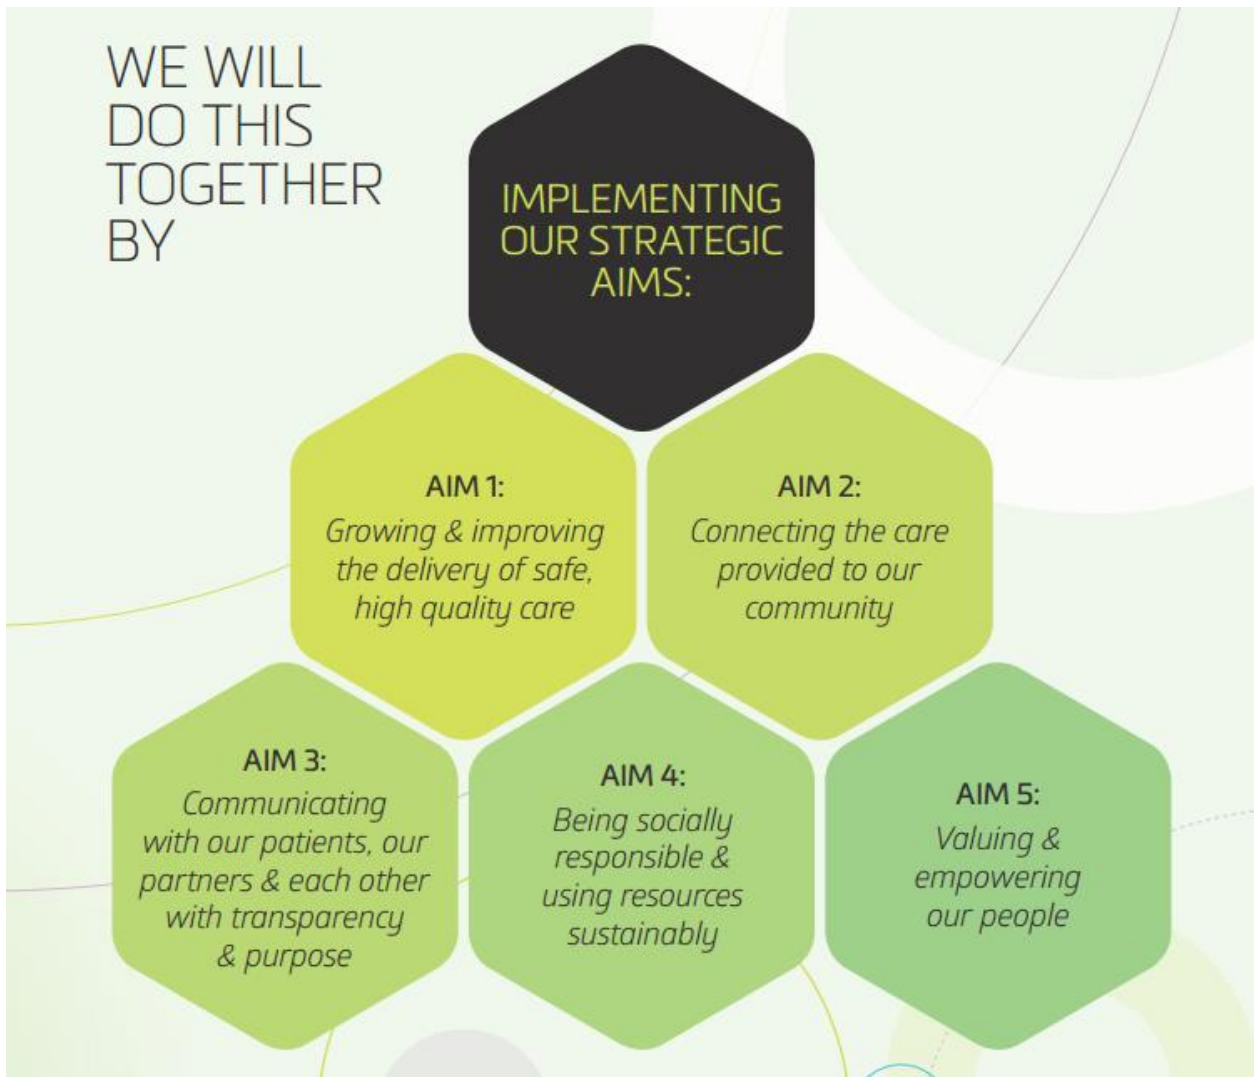 WE WILL
DO THIS
TOGETHER
BY
IMPLEMENTING
OUR STRATEGIC
AIMS:
AIM 1:
Growing & improving
the delivery of safe,
high quality care
AIM 2:
Connecting the care
provided to our
community
AIM 3:
Communicating
with our patients, our
partners & each other
with transparency
& purpose
AIM 4:
Being socially
responsible &
using resources
sustainably
AIM 5:
Valuing &
empowering
our people